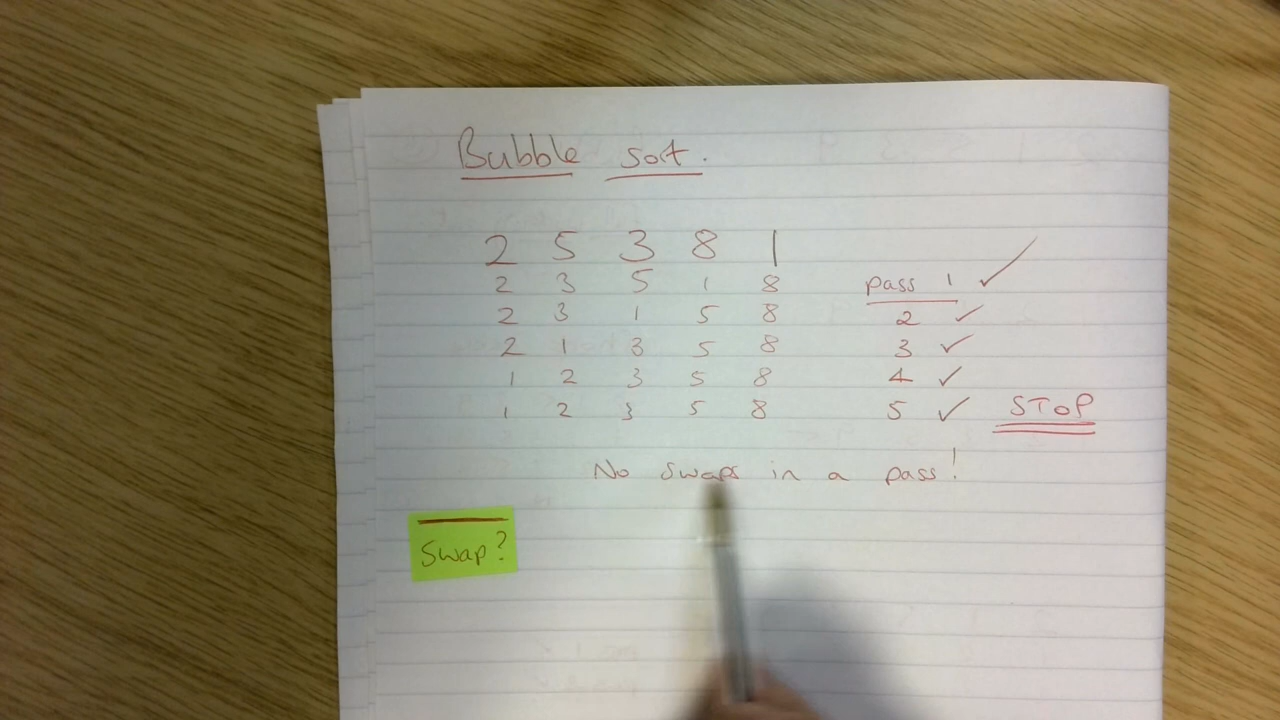 Bubble sort.
2 5 3 8 1
2 3 5 1 8 pass 1 ✓
2 3 1 5 8 2 ✓
2 1 3 5 8 3 ✓
1 2 3 5 8 4 ✓
1 2 3 5 8 5 ✓ STOP
No swaps in a pass!
Swap?